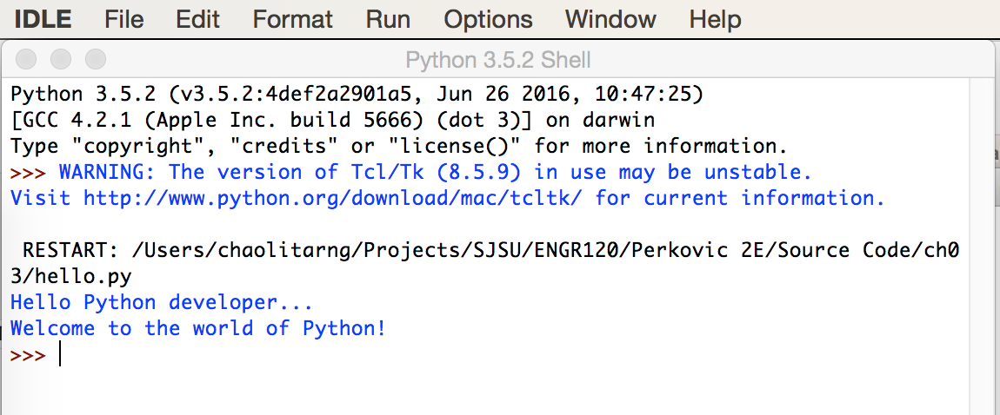 IDLE File Edit Format Run Options Window Help
Python 3.5.2 Shell
Python 3.5.2 (v3.5.2:4def2a2901a5, Jun 26 2016, 10:47:25)
[GCC 4.2.1 (Apple Inc. build 5666) (dot 3)] on darwin
Type "copyright", "credits" or "license()" for more information.
>>> WARNING: The version of Tcl/Tk (8.5.9) in use may be unstable.
Visit http://www.python.org/download/mac/tcltk/ for current information.
RESTART: /Users/chaolitarng/Projects/SJSU/ENGR120/Perkovic 2E/Source Code/ch0
3/hello.py
Hello Python developer...
Welcome to the world of Python!
>>>